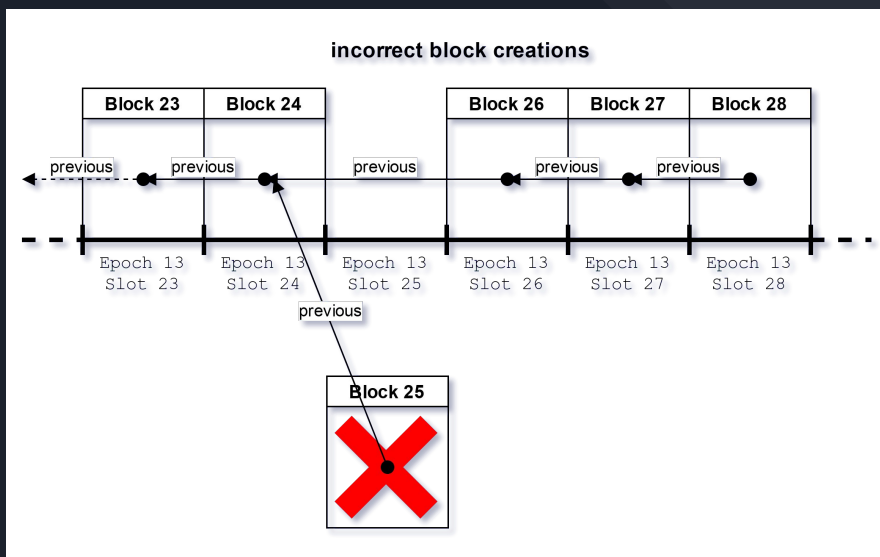 incorrect block creations
Block 23
Block 24
Block 26
Block 27
Block 28
previous
previous
previous
previous
previous
Epoch 13
Slot 23
Epoch 13
Slot 24
Epoch 13
Slot 25
Epoch 13
Slot 26
Epoch 13
Slot 27
Epoch 13
Slot 28
previous
Block 25